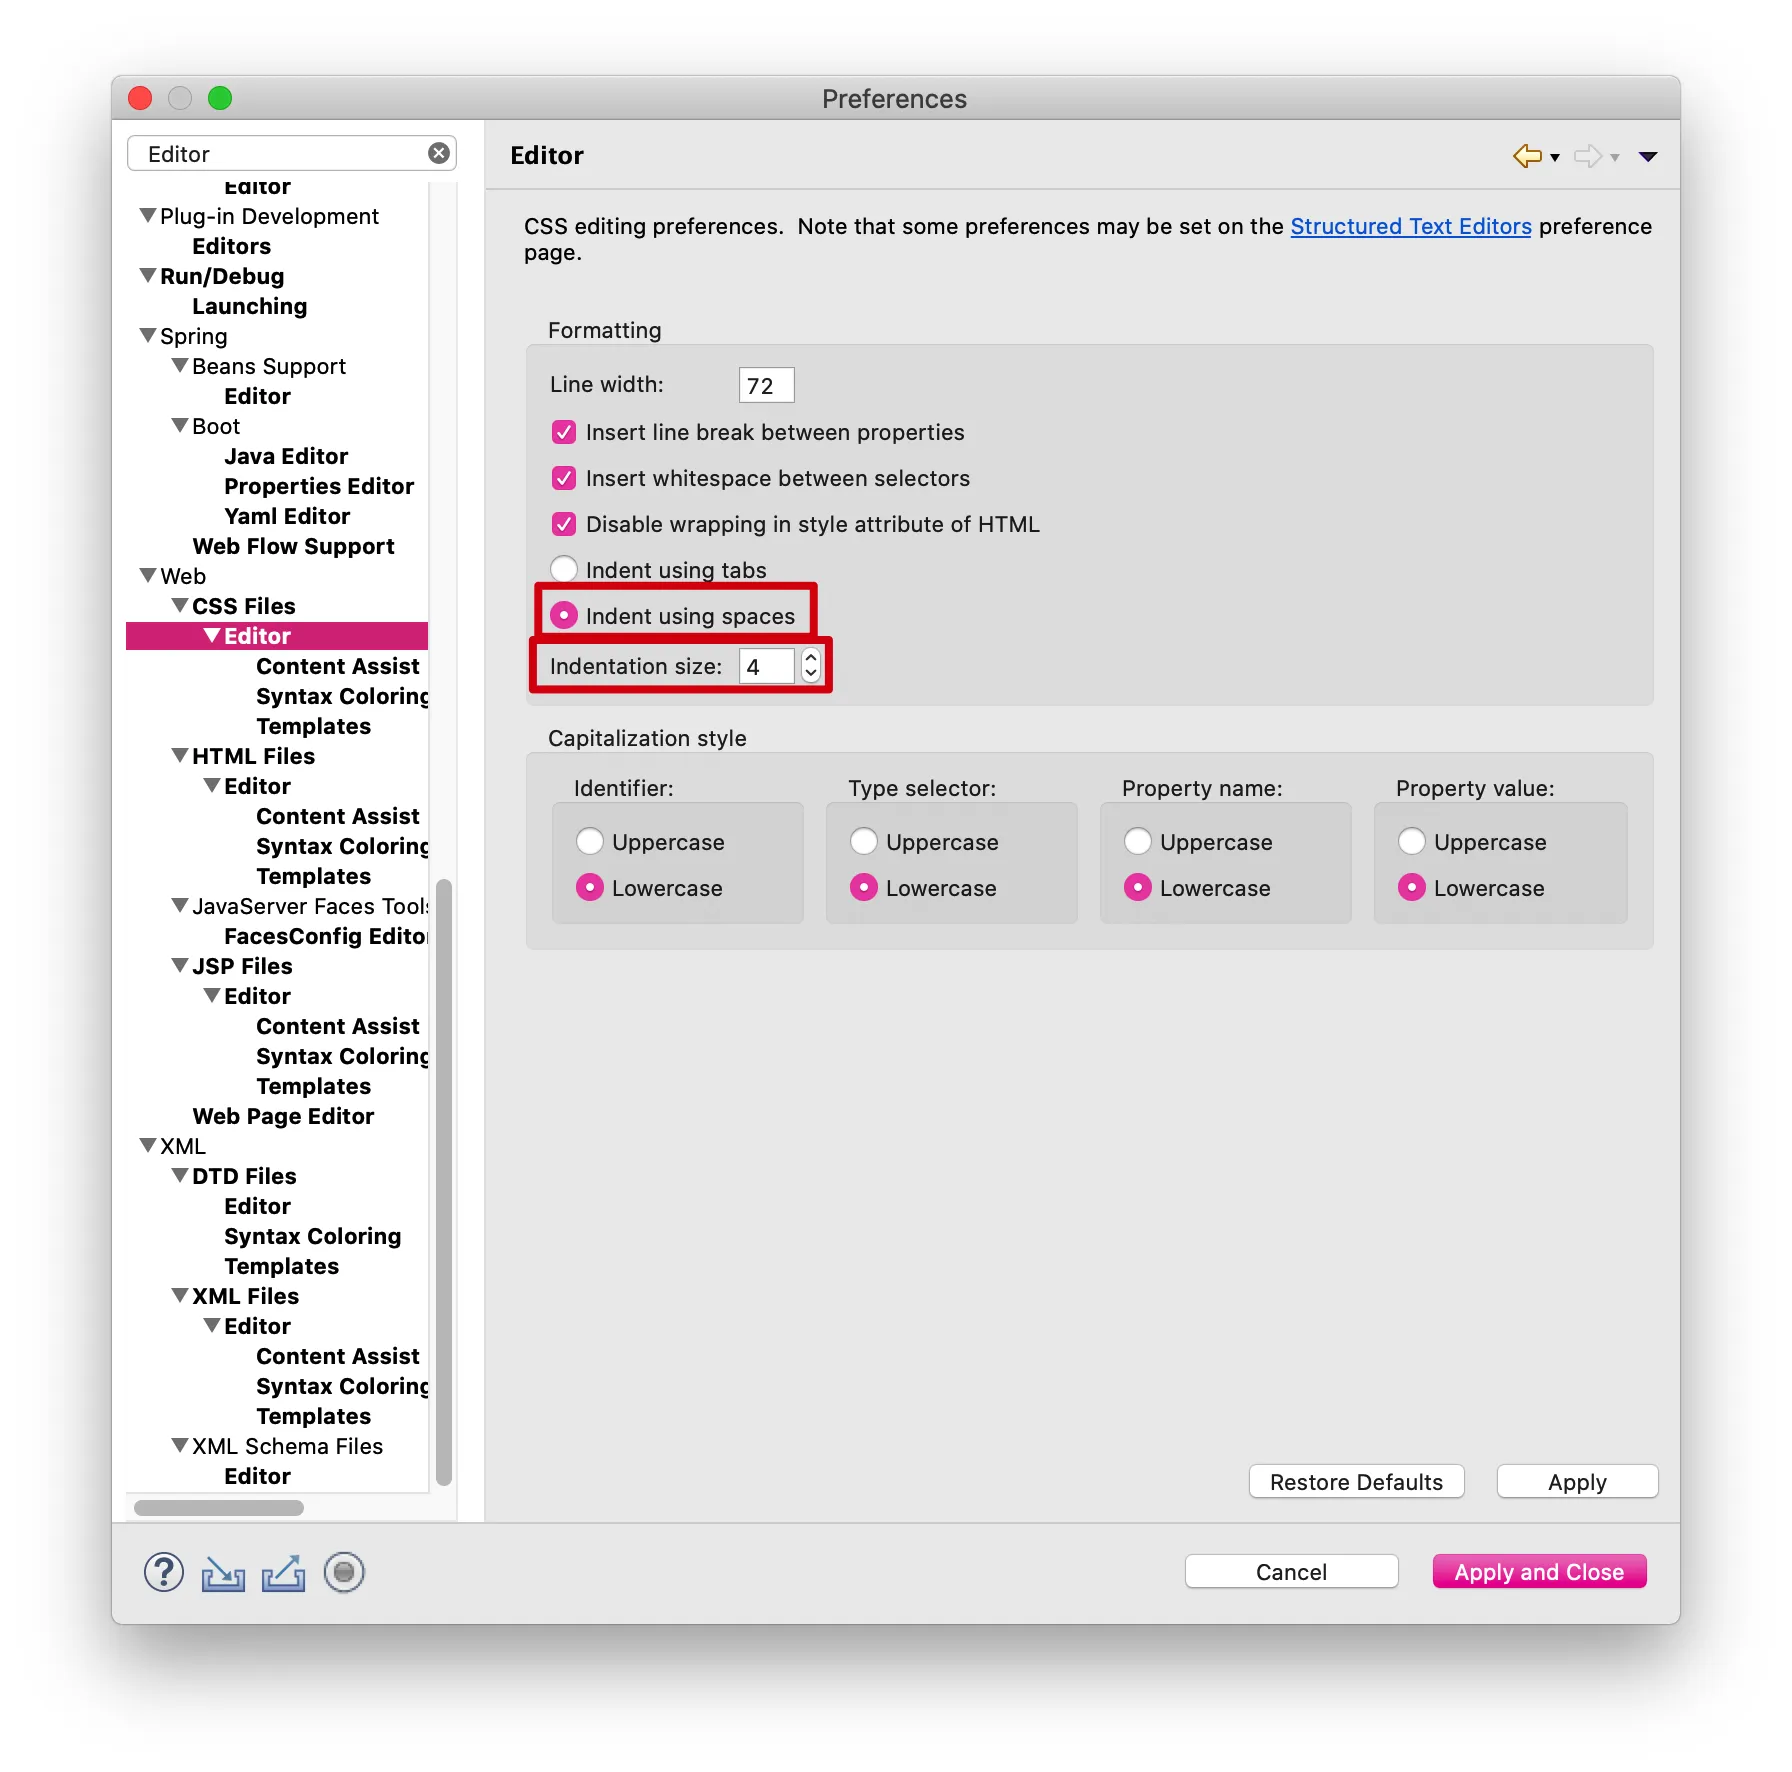 Preferences
Editor
Editor
Plug-in Development
Editors
Run/Debug
Launching
Spring
Beans Support
Editor
Boot
Java Editor
Properties Editor
Yaml Editor
Web Flow Support
Web
CSS Files
Editor
Content Assist
Syntax Coloring
Templates
HTML Files
Editor
Content Assist
Syntax Coloring
Templates
JavaServer Faces Tools
FacesConfig Editor
JSP Files
Editor
Content Assist
Syntax Coloring
Templates
Web Page Editor
XML
DTD Files
Editor
Syntax Coloring
Templates
XML Files
Editor
Content Assist
Syntax Coloring
Templates
XML Schema Files
Editor
Editor
CSS editing preferences.  Note that some preferences may be set on the Structured Text Editors preference
page.
Formatting
Line width: 72
Insert line break between properties
Insert whitespace between selectors
Disable wrapping in style attribute of HTML
Indent using tabs
Indent using spaces
Indentation size: 4
Capitalization style
Identifier: Type selector: Property name: Property value:
Uppercase Uppercase Uppercase Uppercase
Lowercase Lowercase Lowercase Lowercase
Restore Defaults Apply
? Cancel Apply and Close